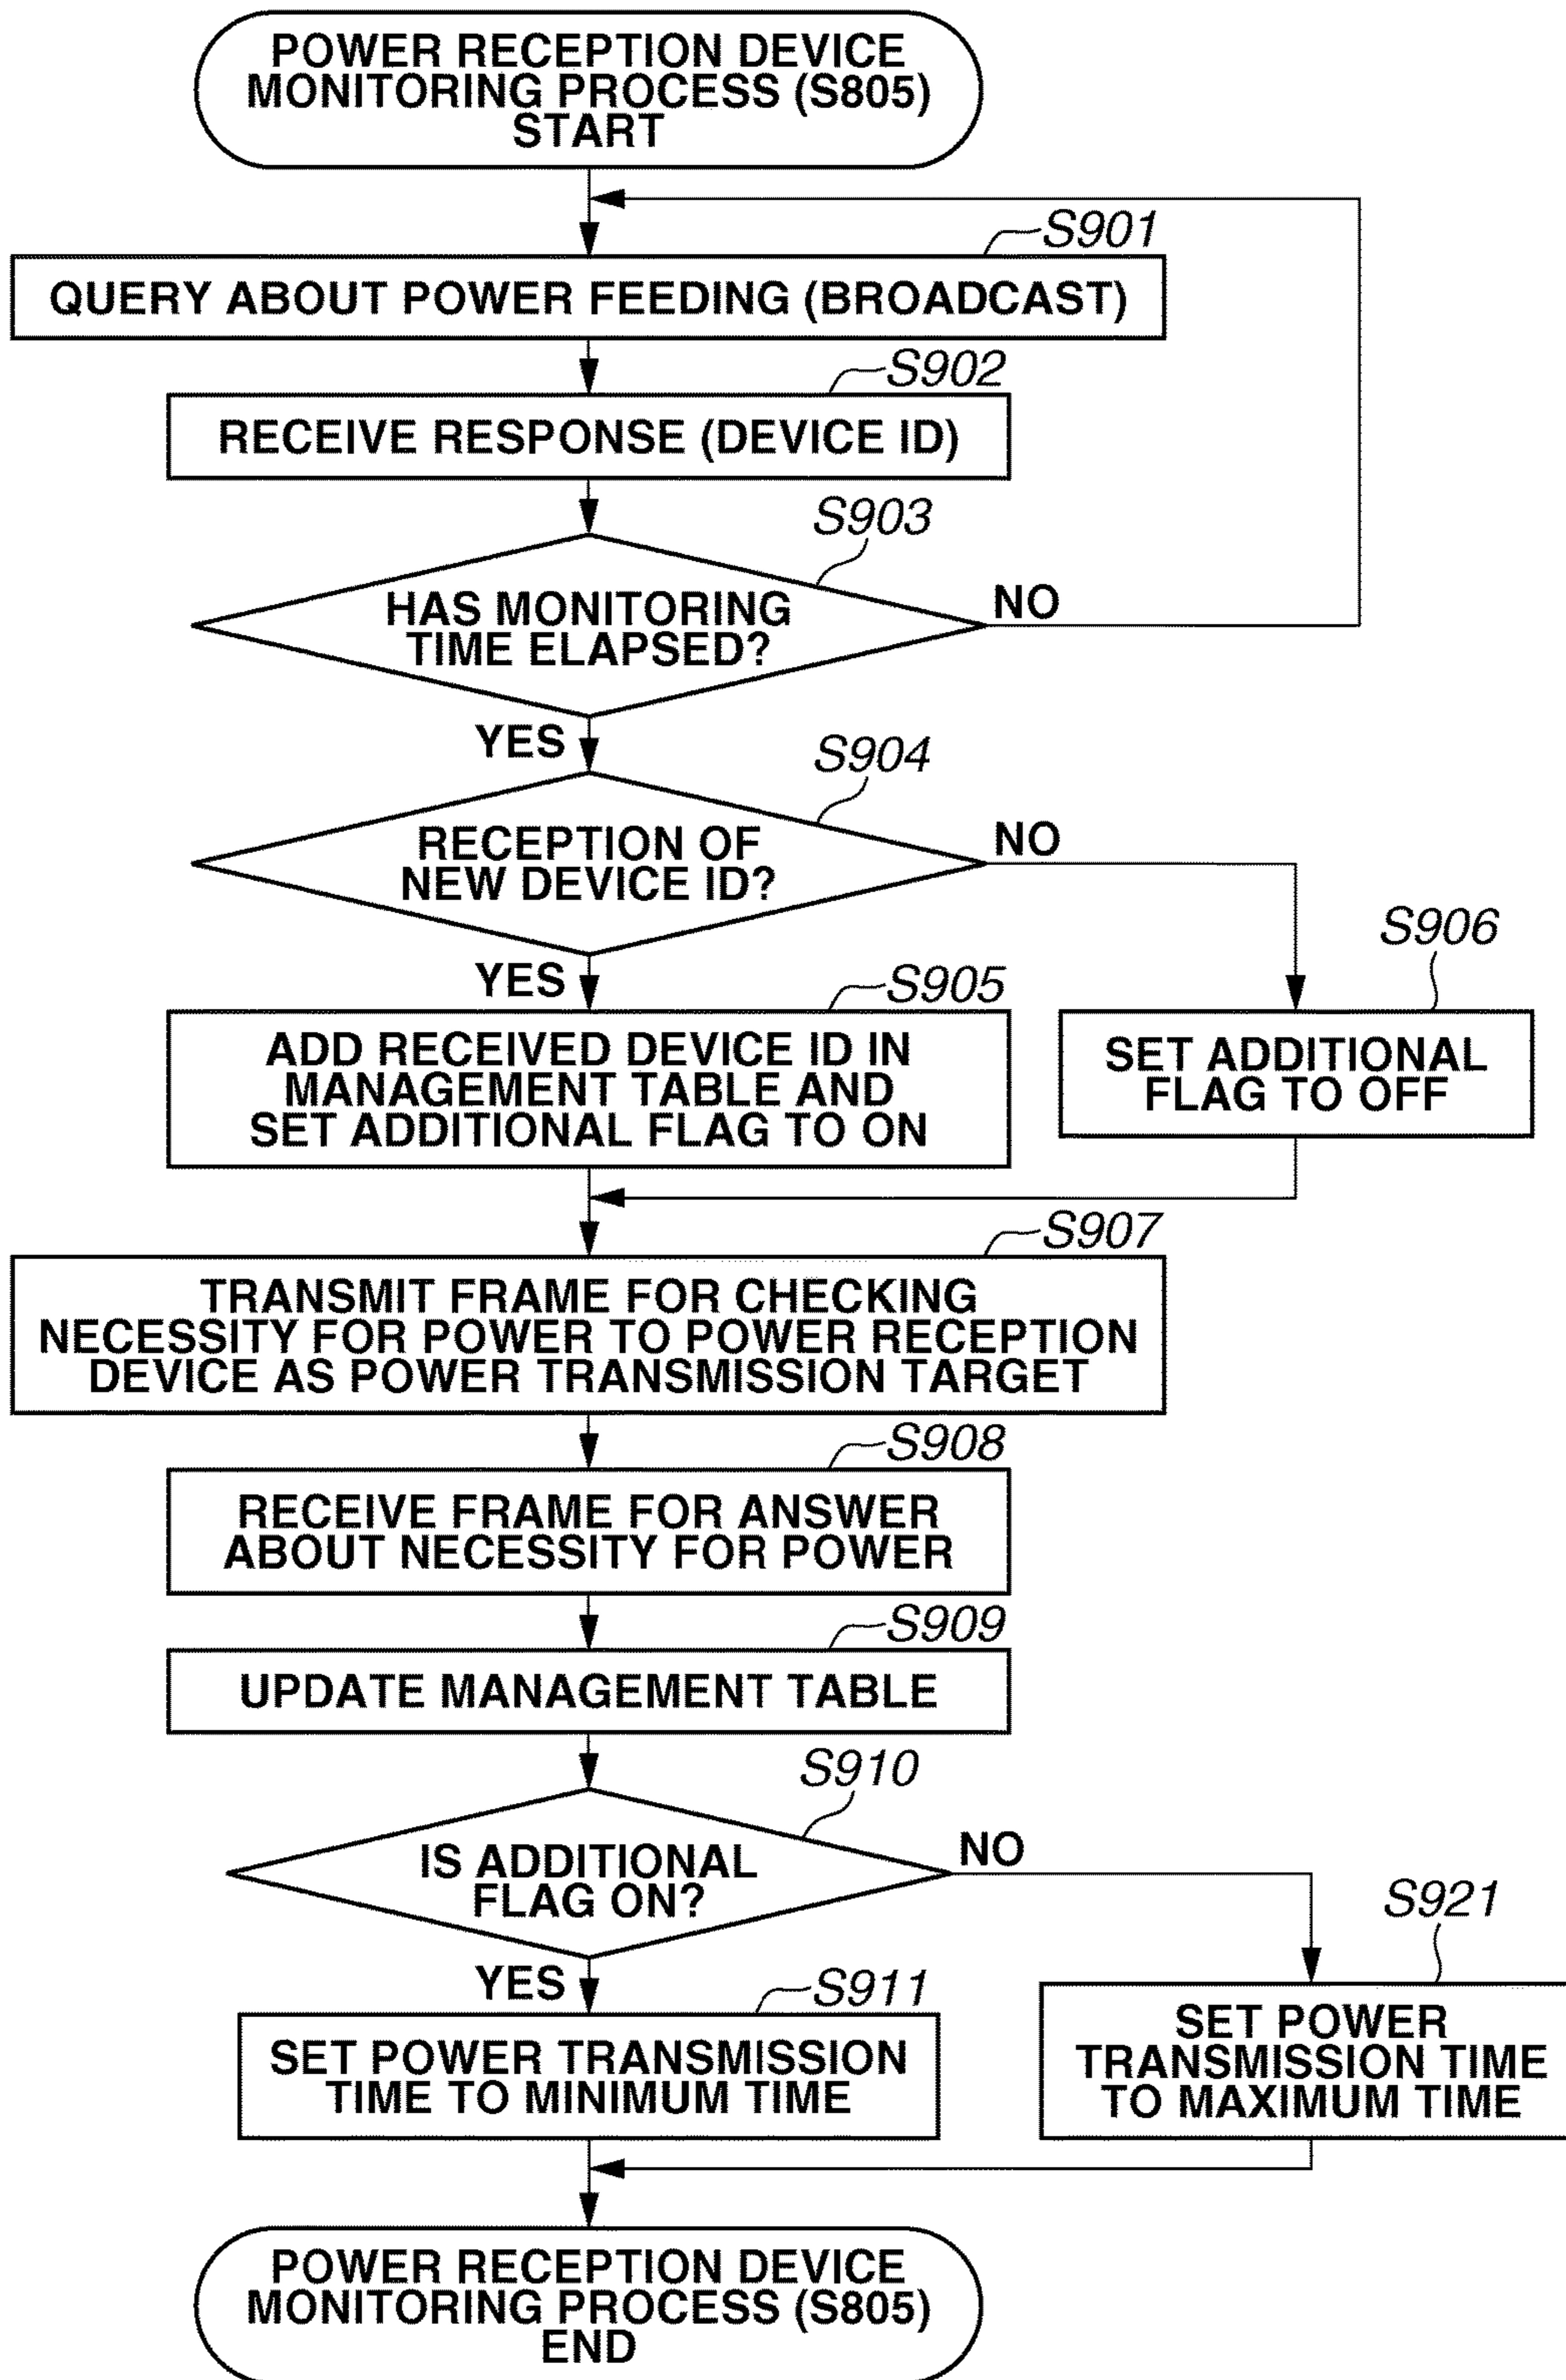 POWER RECEPTION DEVICE
MONITORING PROCESS (S805)
START
S901
QUERY ABOUT POWER FEEDING (BROADCAST)
S902
RECEIVE RESPONSE (DEVICE ID)
S903
HAS MONITORING
TIME ELAPSED?
NO
YES
S904
RECEPTION OF
NEW DEVICE ID?
NO
YES
S905
ADD RECEIVED DEVICE ID IN
MANAGEMENT TABLE AND
SET ADDITIONAL FLAG TO ON
S906
SET ADDITIONAL
FLAG TO OFF
S907
TRANSMIT FRAME FOR CHECKING
NECESSITY FOR POWER TO POWER RECEPTION
DEVICE AS POWER TRANSMISSION TARGET
S908
RECEIVE FRAME FOR ANSWER
ABOUT NECESSITY FOR POWER
S909
UPDATE MANAGEMENT TABLE
S910
IS ADDITIONAL
FLAG ON?
NO
YES
S911
SET POWER TRANSMISSION
TIME TO MINIMUM TIME
S921
SET POWER
TRANSMISSION TIME
TO MAXIMUM TIME
POWER RECEPTION DEVICE
MONITORING PROCESS (S805)
END